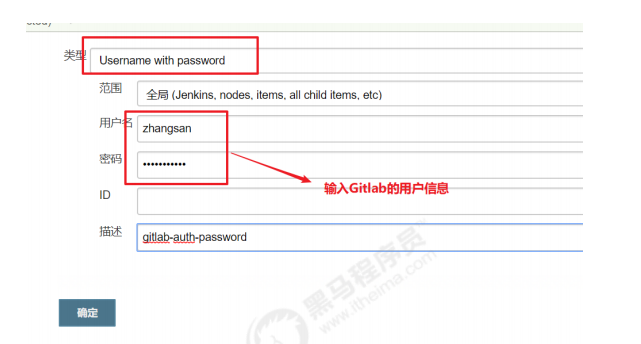 类型 Username with password
范围 全局 (Jenkins, nodes, items, all child items, etc)
用户名 zhangsan
密码 •••••••••••
输入Gitlab的用户信息
ID
描述 gitlab-auth-password
确定
黑马程序员
www.itheima.com